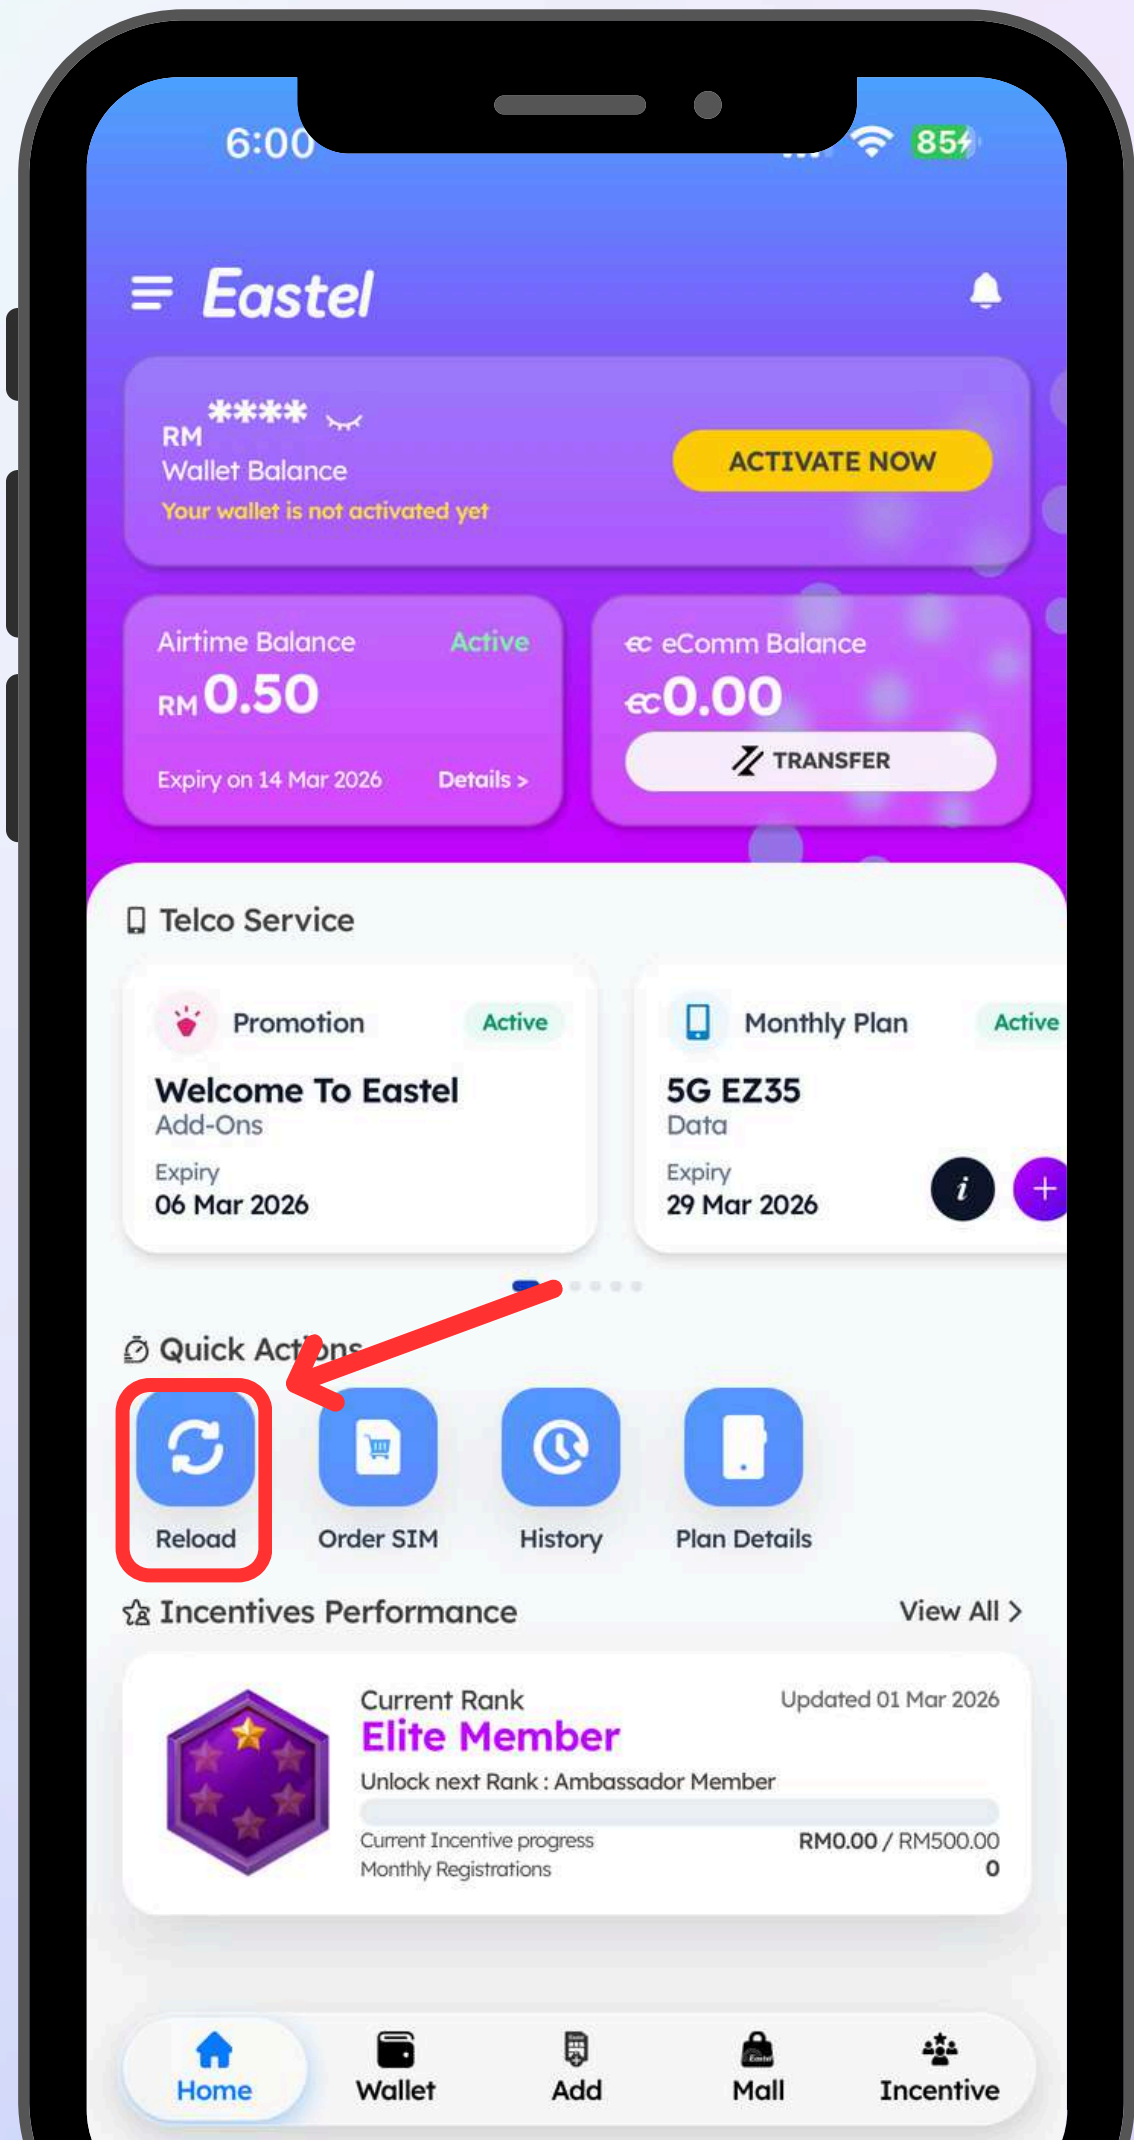 6:00
85
Eastel
RM ****
Wallet Balance
Your wallet is not activated yet
ACTIVATE NOW
Airtime Balance Active
RM 0.50
Expiry on 14 Mar 2026 Details >
eC eComm Balance
eC 0.00
TRANSFER
Telco Service
Promotion Active
Welcome To Eastel
Add-Ons
Expiry
06 Mar 2026
Monthly Plan Active
5G EZ35
Data
Expiry
29 Mar 2026
i +
Quick Actions
Reload
Order SIM
History
Plan Details
Incentives Performance
View All >
Current Rank
Updated 01 Mar 2026
Elite Member
Unlock next Rank : Ambassador Member
Current Incentive progress RM0.00 / RM500.00
Monthly Registrations 0
Home
Wallet
Add
Eastel
Mall
Incentive